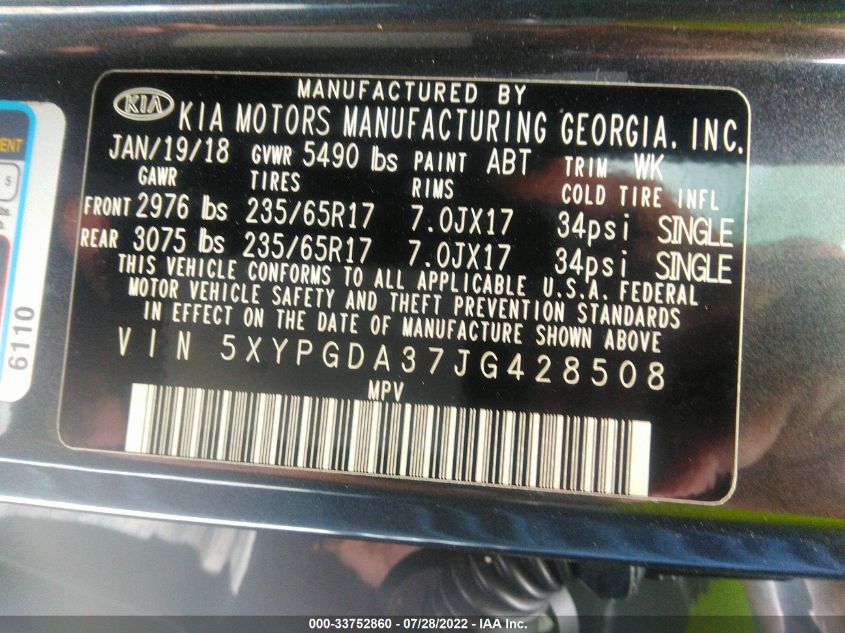 MANUFACTURED BY
KIA KIA MOTORS MANUFACTURING GEORGIA, INC.
JAN/19/18 GVWR 5490 lbs PAINT ABT TRIM WK
GAWR TIRES RIMS COLD TIRE INFL
FRONT 2976 lbs 235/65R17 7.0JX17 34psi SINGLE
REAR 3075 lbs 235/65R17 7.0JX17 34psi SINGLE
THIS VEHICLE CONFORMS TO ALL APPLICABLE U.S.A. FEDERAL
MOTOR VEHICLE SAFETY AND THEFT PREVENTION STANDARDS
IN EFFECT ON THE DATE OF MANUFACTURE SHOWN ABOVE
VIN 5XYPGDA37JG428508
MPV
5
6110
000-33752860 - 07/28/2022 - IAA Inc.